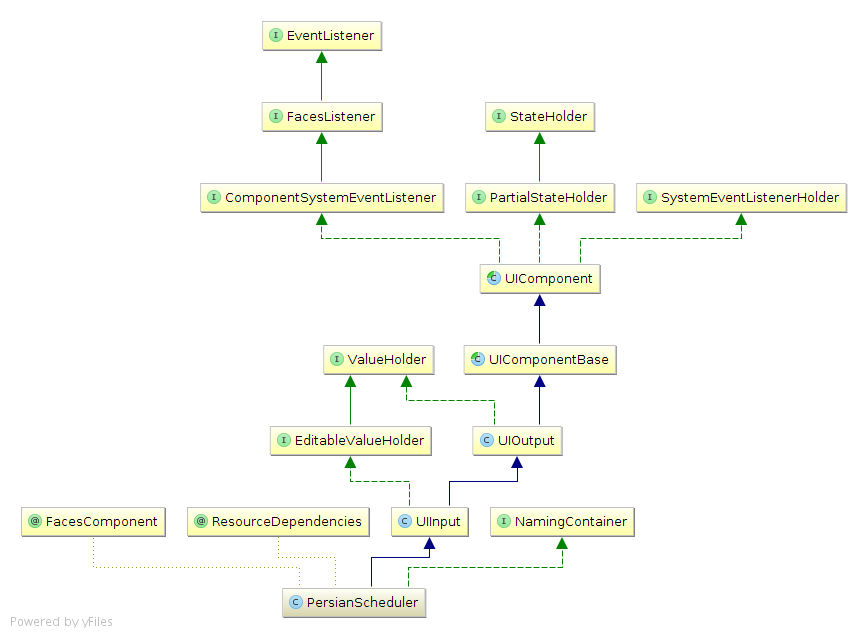 I EventListener
I FacesListener
I StateHolder
I ComponentSystemEventListener
I PartialStateHolder
I SystemEventListenerHolder
C UIComponent
I ValueHolder
C UIComponentBase
I EditableValueHolder
C UIOutput
@ FacesComponent
@ ResourceDependencies
C UIInput
I NamingContainer
C PersianScheduler
Powered by yFiles